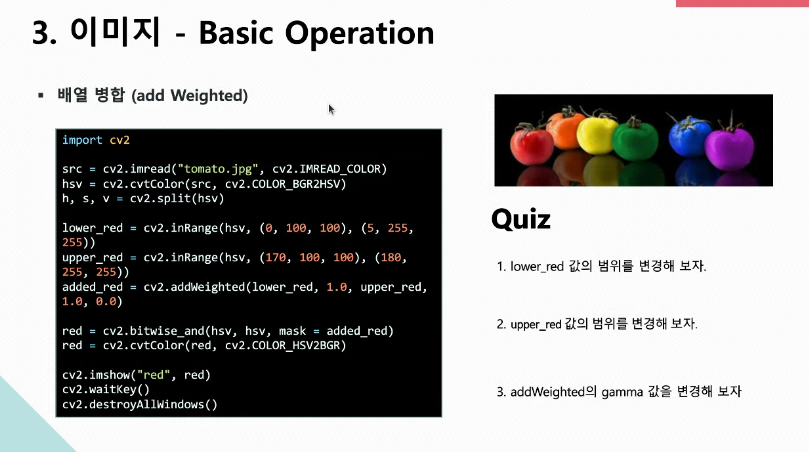 3. 이미지 - Basic Operation
▪ 배열 병합 (add Weighted)
import cv2
src = cv2.imread("tomato.jpg", cv2.IMREAD_COLOR)
hsv = cv2.cvtColor(src, cv2.COLOR_BGR2HSV)
h, s, v = cv2.split(hsv)
lower_red = cv2.inRange(hsv, (0, 100, 100), (5, 255,
255))
upper_red = cv2.inRange(hsv, (170, 100, 100), (180,
255, 255))
added_red = cv2.addWeighted(lower_red, 1.0, upper_red,
1.0, 0.0)
red = cv2.bitwise_and(hsv, hsv, mask = added_red)
red = cv2.cvtColor(red, cv2.COLOR_HSV2BGR)
cv2.imshow("red", red)
cv2.waitKey()
cv2.destroyAllWindows()
Quiz
1. lower_red 값의 범위를 변경해 보자.
2. upper_red 값의 범위를 변경해 보자.
3. addWeighted의 gamma 값을 변경해 보자